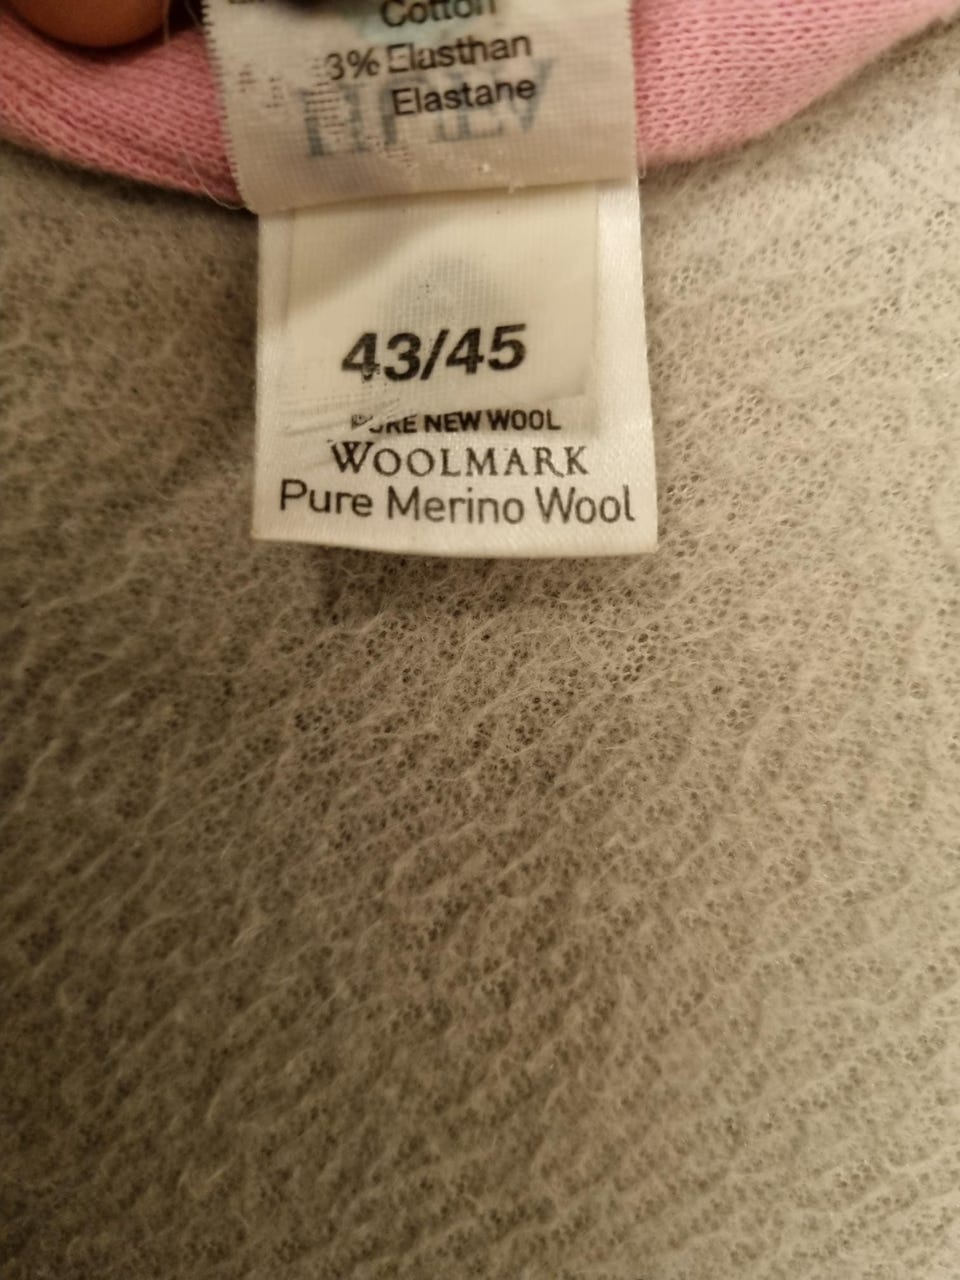 Cotton
3% Elasthan
Elastane
43/45
PURE NEW WOOL
WOOLMARK
Pure Merino Wool